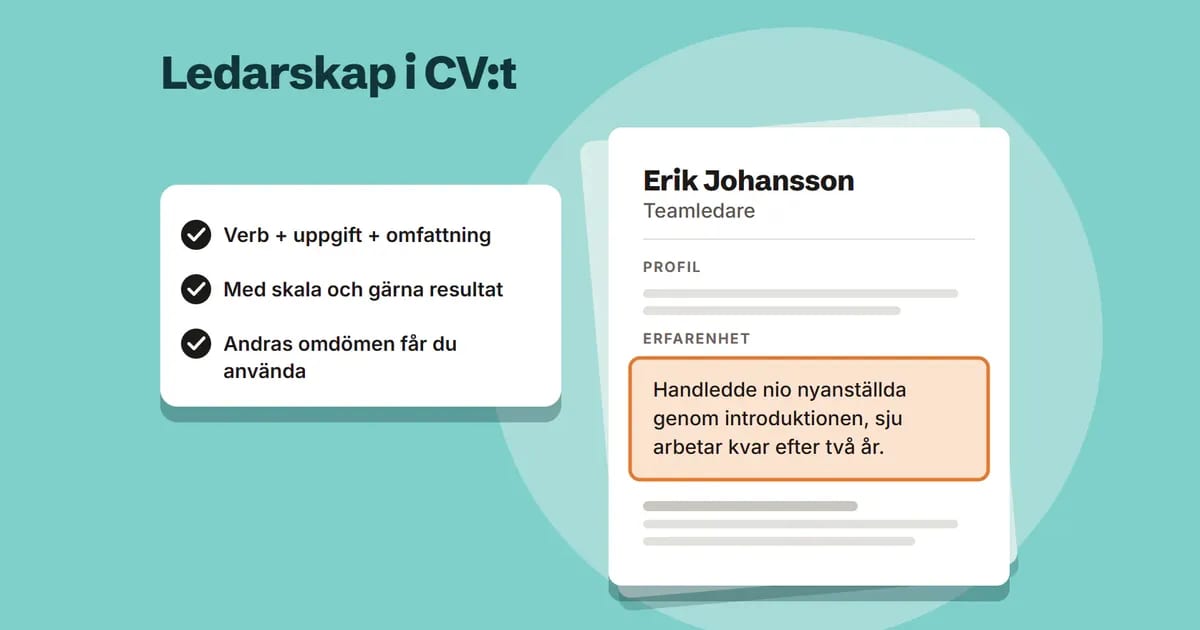 Ledarskap i CV:t
Verb + uppgift + omfattning
Med skala och gärna resultat
Andras omdömen får du
använda
Erik Johansson
Teamledare
PROFIL
ERFARENHET
Handledde nio nyanställda
genom introduktionen, sju
arbetar kvar efter två år.